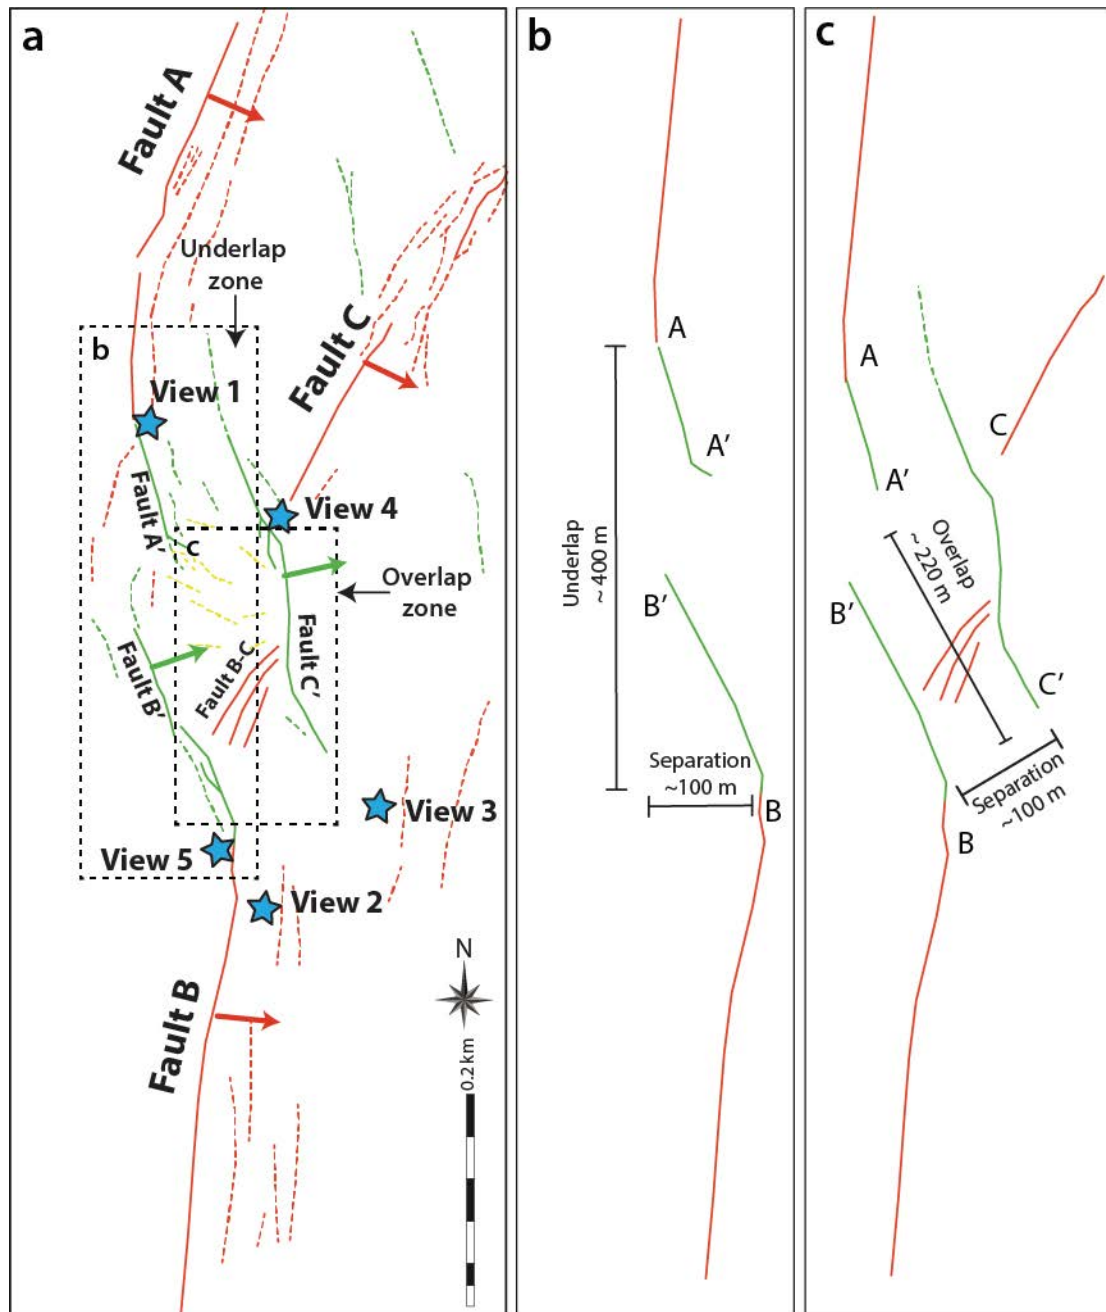 a
Fault A
Underlap
zone
b
View 1
Fault C
Fault A'
View 4
c
Overlap
zone
Fault B'
Fault B-C
Fault C'
View 3
View 5
View 2
N
Fault B
0.2 km
b
A
A'
Underlap
~ 400 m
B'
Separation
~100 m
B
c
A
C
A'
Overlap
~ 220 m
B'
C'
Separation
~100 m
B